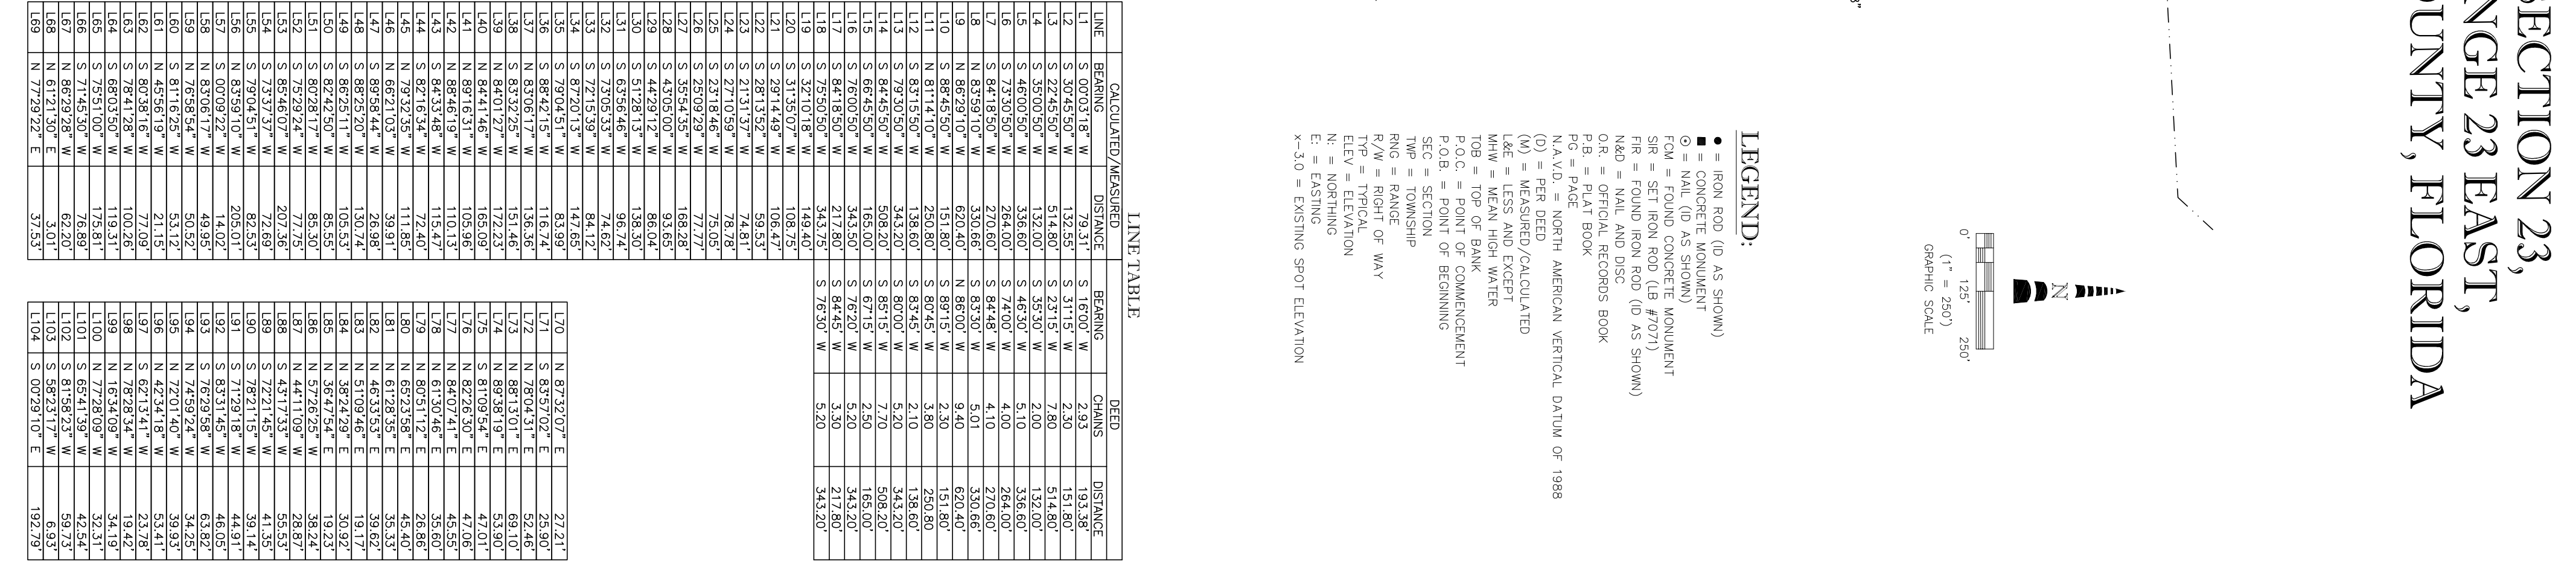 SECTION 23,
NGE 23 EAST,
OUNTY, FLORIDA
N
0' 125' 250'
(1" = 250')
GRAPHIC SCALE
LEGEND:
● = IRON ROD (ID AS SHOWN)
■ = CONCRETE MONUMENT
⊙ = NAIL (ID AS SHOWN)
FCM = FOUND CONCRETE MONUMENT
FIR = FOUND IRON ROD (ID AS SHOWN)
SIR = SET IRON ROD (LB #7071)
N&D = NAIL AND DISC
O.R. = OFFICIAL RECORDS BOOK
P.B. = PLAT BOOK
PG = PAGE
N.A.V.D. = NORTH AMERICAN VERTICAL DATUM OF 1988
(D) = PER DEED
(M) = MEASURED/CALCULATED
L&E = LESS AND EXCEPT
MHW = MEAN HIGH WATER
TOB = TOP OF BANK
P.O.C. = POINT OF COMMENCEMENT
P.O.B. = POINT OF BEGINNING
SEC = SECTION
TWP = TOWNSHIP
RNG = RANGE
R/W = RIGHT OF WAY
TYP = TYPICAL
ELEV = ELEVATION
N: = NORTHING
E: = EASTING
x-3.0 = EXISTING SPOT ELEVATION
LINE TABLE
CALCULATED/MEASURED DEED
LINE BEARING DISTANCE BEARING CHAINS DISTANCE
L1 S 00°03'18" W 79.31' S 16°00' W 2.93 193.38'
L2 S 30°45'50" W 132.55' S 31°15' W 2.30 151.80'
L3 S 22°45'50" W 514.80' S 23°15' W 7.80 514.80'
L4 S 35°00'50" W 132.00' S 35°30' W 2.00 132.00'
L5 S 46°00'50" W 336.60' S 46°30' W 5.10 336.60'
L6 S 73°30'50" W 264.00' S 74°00' W 4.00 264.00'
L7 S 84°18'50" W 270.60' S 84°48' W 4.10 270.60'
L8 N 83°59'10" W 330.66' S 83°30' W 5.01 330.66'
L9 N 86°29'10" W 620.40' N 86°00' W 9.40 620.40'
L10 S 88°45'50" W 151.80' S 89°15' W 2.30 151.80'
L11 N 81°14'10" W 250.80' S 80°45' W 3.80 250.80
L12 S 83°15'50" W 138.60' S 83°45' W 2.10 138.60'
L13 S 79°30'50" W 343.20' S 80°00' W 5.20 343.20'
L14 S 84°45'50" W 508.20' S 85°15' W 7.70 508.20'
L15 S 66°45'50" W 165.00' S 67°15' W 2.50 165.00'
L16 S 76°00'50" W 343.50' S 76°20' W 5.20 343.20'
L17 S 84°18'50" W 217.80' S 84°45' W 3.30 217.80'
L18 S 75°50'50" W 343.75' S 76°30' W 5.20 343.20'
L19 S 32°10'18" W 149.40'
L20 S 31°35'07" W 108.75'
L21 S 29°14'49" W 106.47'
L22 S 28°13'52" W 59.53'
L23 S 21°31'37" W 74.81'
L24 S 27°10'59" W 78.78'
L25 S 23°18'46" W 75.05'
L26 S 25°09'29" W 77.77'
L27 S 35°54'35" W 168.28'
L28 S 43°05'00" W 93.65'
L29 S 44°29'12" W 86.04'
L30 S 51°28'13" W 138.30'
L31 S 63°56'46" W 96.74'
L32 S 73°05'33" W 74.62'
L33 S 72°15'39" W 84.12'
L34 S 87°20'13" W 147.65'
L35 S 79°04'51" W 83.99'
L36 S 88°42'15" W 116.74'
L37 S 83°06'17" W 136.36'
L38 S 83°32'25" W 151.46'
L39 N 84°01'27" W 172.23'
L40 N 84°41'46" W 165.09'
L41 N 89°16'31" W 105.96'
L42 N 88°46'19" W 110.13'
L43 S 84°33'48" W 115.47'
L44 S 82°16'34" W 72.40'
L45 N 79°32'35" W 111.85'
L46 N 66°21'03" W 39.91'
L47 S 89°58'44" W 26.98'
L48 S 88°25'20" W 130.74'
L49 S 86°25'11" W 105.53'
L50 S 82°42'50" W 85.55'
L51 S 80°28'17" W 85.30'
L52 S 75°29'24" W 77.75'
L53 S 85°46'07" W 207.36'
L54 S 73°37'37" W 72.69'
L55 S 79°04'51" W 82.53'
L56 N 83°59'10" W 205.01'
L57 S 00°09'22" W 14.02'
L58 N 83°06'17" W 49.95'
L59 N 76°58'54" W 50.52'
L60 S 81°16'25" W 53.12'
L61 N 45°56'19" W 21.15'
L62 S 80°38'16" W 77.09'
L63 S 78°41'28" W 100.26'
L64 S 68°03'50" W 119.31'
L65 S 75°51'00" W 175.81'
L66 S 71°45'30" W 76.89'
L67 N 86°29'28" W 62.20'
L68 N 61°21'30" E 3.01'
L69 N 77°29'22" E 37.53'
L70 N 87°32'07" E 27.21'
L71 S 83°57'02" E 25.90'
L72 N 78°04'31" E 52.46'
L73 N 88°13'01" E 69.10'
L74 N 89°38'19" E 53.90'
L75 S 81°09'54" E 47.01'
L76 N 82°26'30" E 47.06'
L77 N 84°07'41" E 45.55'
L78 N 61°30'46" E 35.60'
L79 N 80°51'12" E 26.86'
L80 N 65°23'58" E 45.40'
L81 N 61°28'35" E 35.33'
L82 N 46°33'53" E 39.62'
L83 N 51°09'46" E 19.17'
L84 N 38°24'29" E 30.92'
L85 N 36°47'54" E 19.23'
L86 N 57°26'25" W 38.24'
L87 N 44°11'09" W 28.87'
L88 S 43°17'33" W 55.53'
L89 S 72°21'45" W 41.35'
L90 S 78°21'15" W 39.14'
L91 S 71°29'18" W 44.91'
L92 S 83°31'45" W 46.05'
L93 S 76°29'58" W 63.82'
L94 N 74°59'24" W 34.25'
L95 N 72°01'40" W 39.93'
L96 N 42°34'18" W 53.41'
L97 S 62°13'41" W 23.78'
L98 N 78°28'34" W 19.42'
L99 N 16°34'09" W 34.19'
L100 N 77°28'09" W 32.31'
L101 S 65°41'39" W 42.54'
L102 S 81°58'23" W 59.73'
L103 S 58°23'17" W 6.93'
L104 S 00°29'10" E 192.79'